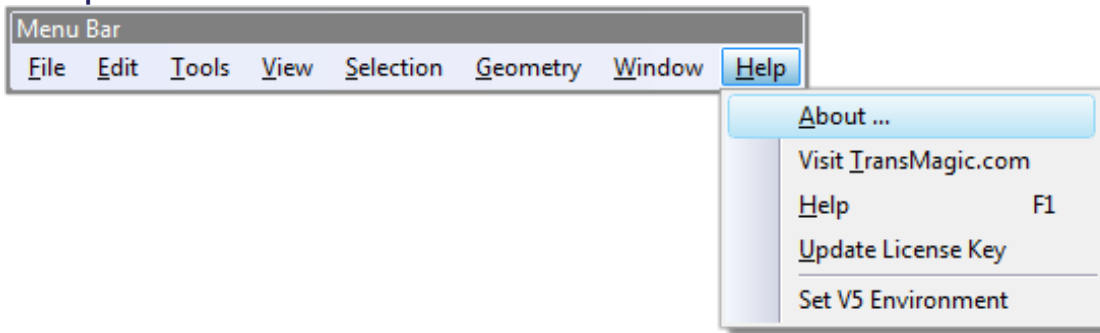 Menu Bar
File Edit Tools View Selection Geometry Window Help
About ...
Visit TransMagic.com
Help F1
Update License Key
Set V5 Environment